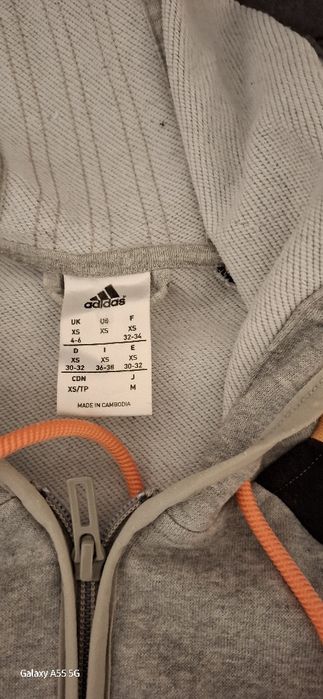 adidas
UK US F
XS XS XS
4-6 32-34
D I E
XS XS XS
30-32 36-38 30-32
CDN J
XS/TP M
MADE IN CAMBODIA
Galaxy A55 5G